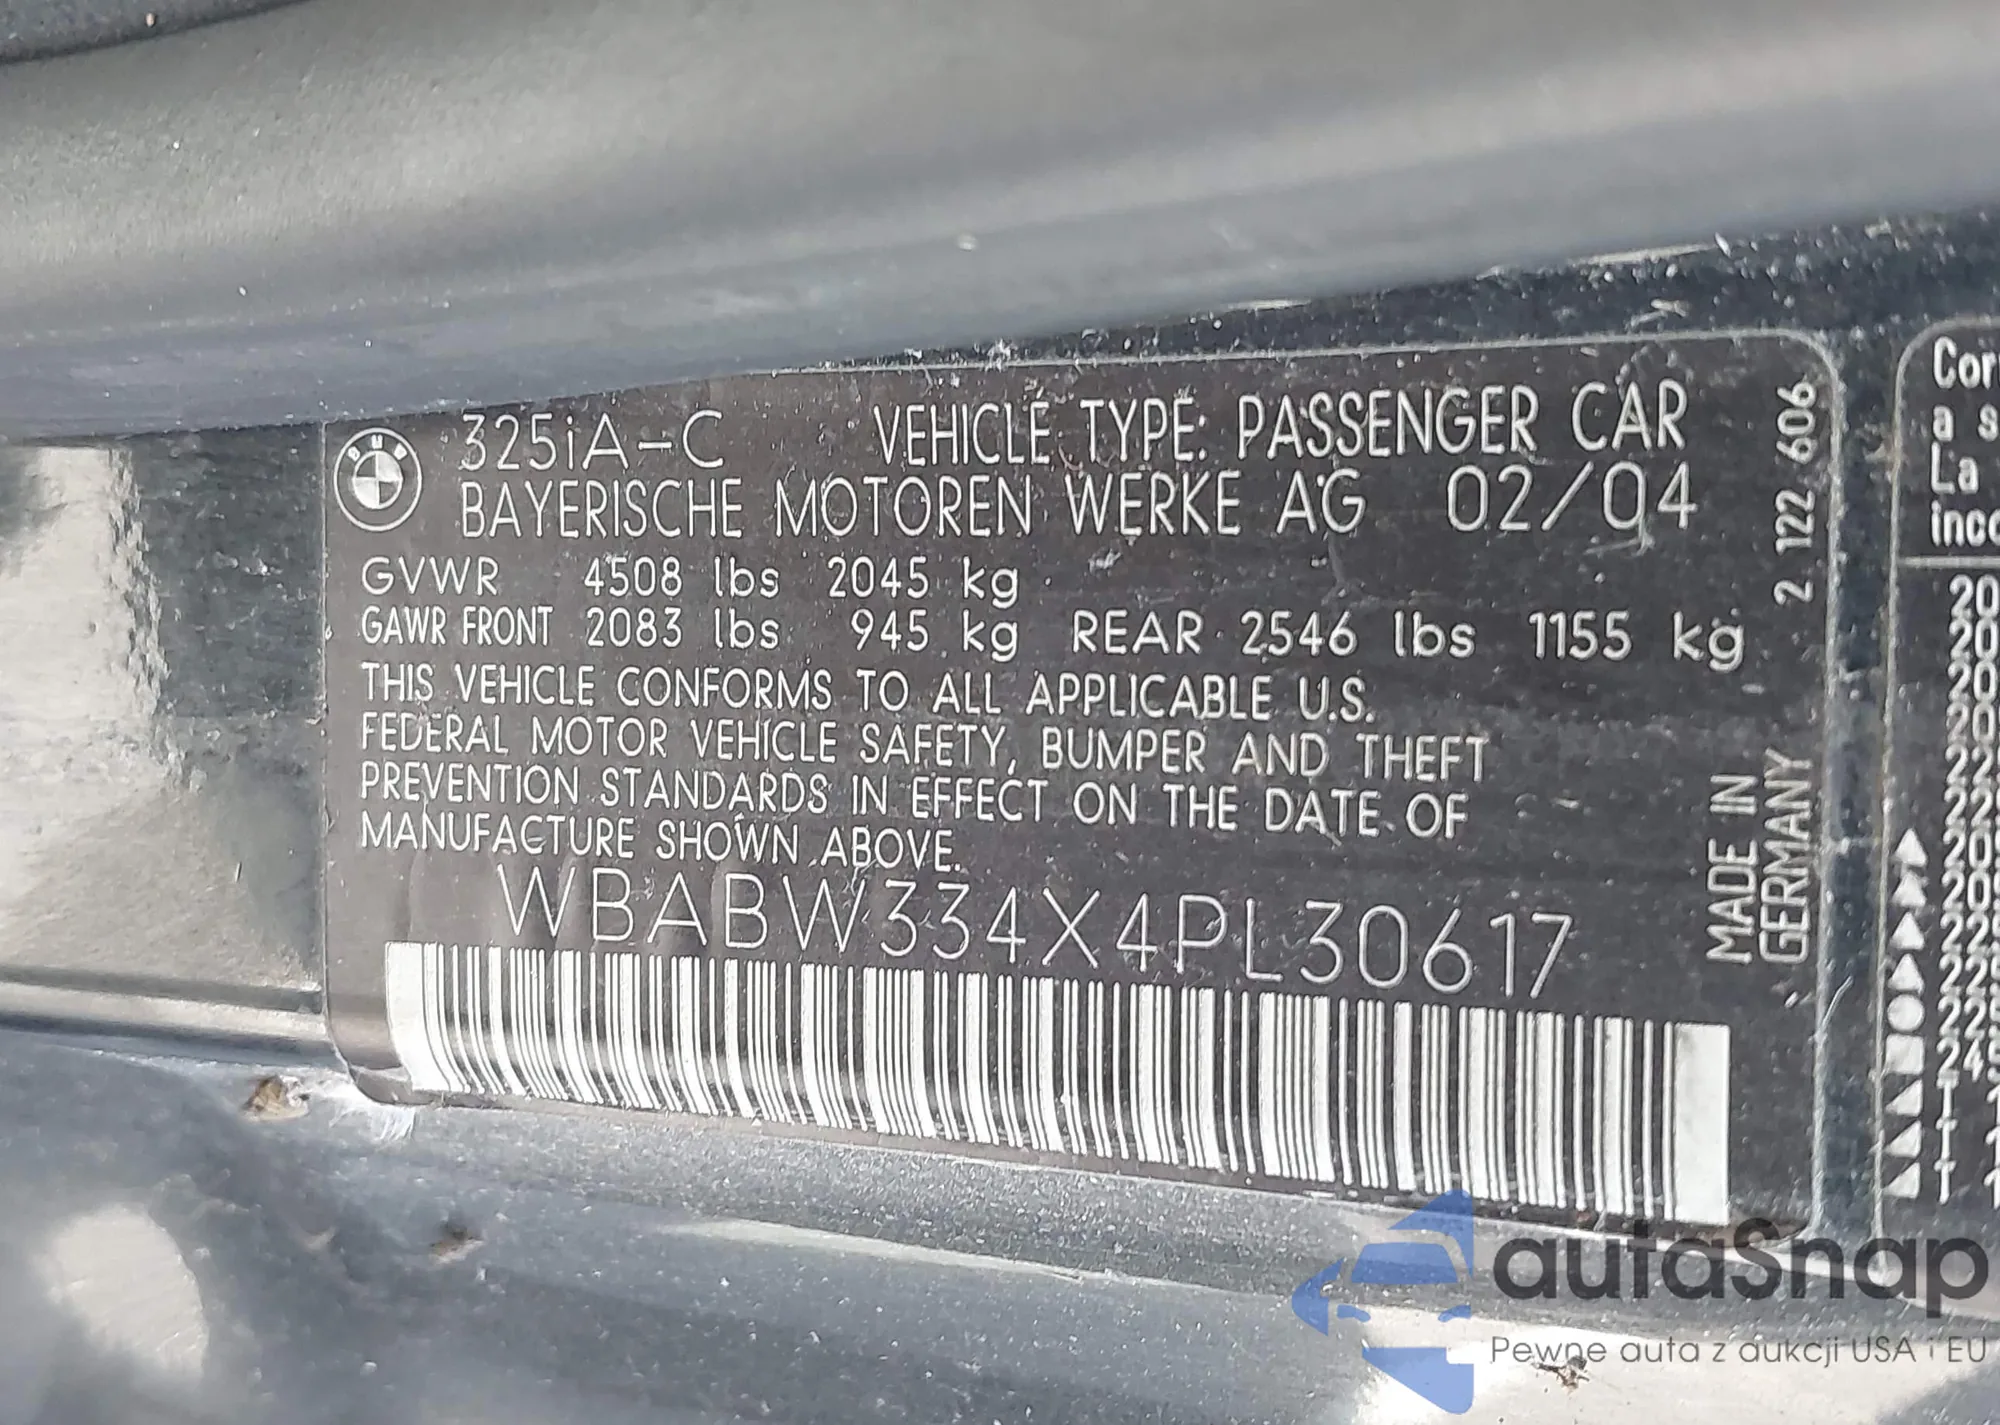 325iA-C VEHICLE TYPE: PASSENGER CAR
BAYERISCHE MOTOREN WERKE AG 02/04
GVWR 4508 lbs 2045 kg
GAWR FRONT 2083 lbs 945 kg REAR 2546 lbs 1155 kg
THIS VEHICLE CONFORMS TO ALL APPLICABLE U.S.
FEDERAL MOTOR VEHICLE SAFETY, BUMPER AND THEFT
PREVENTION STANDARDS IN EFFECT ON THE DATE OF
MANUFACTURE SHOWN ABOVE.
WBABW334X4PL30617
2 122 606
MADE IN
GERMANY
BMW
a s
La
autaSnap
Pewne auta z aukcji USA i EU